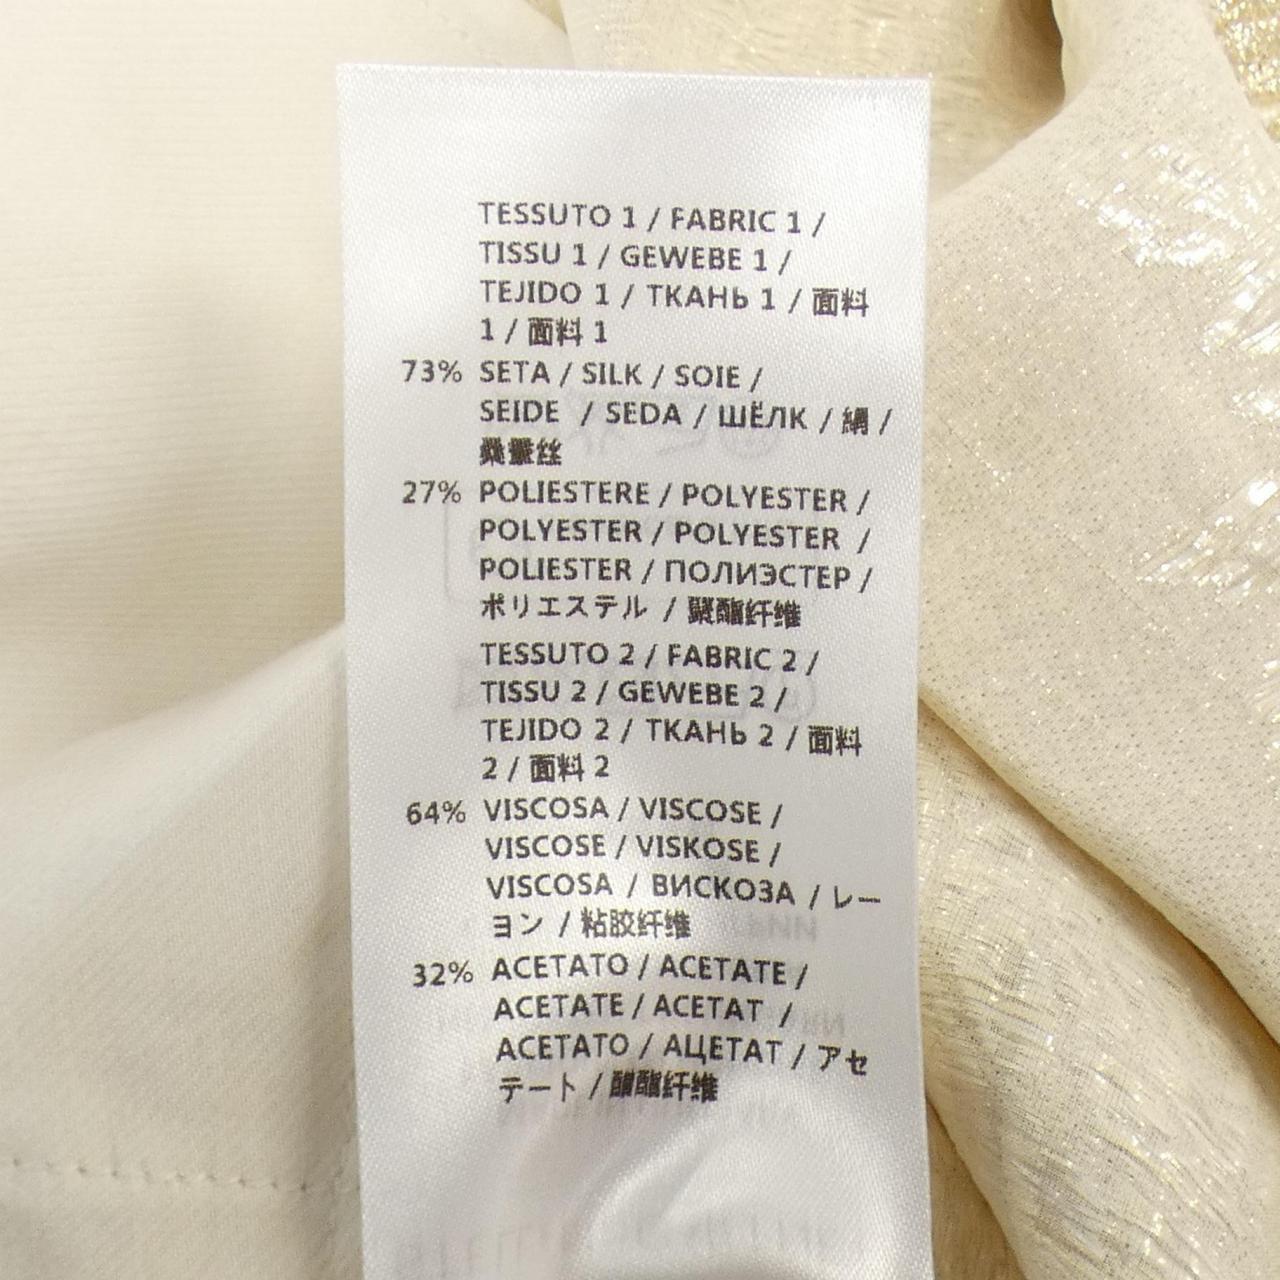 TESSUTO 1 / FABRIC 1 /
TISSU 1 / GEWEBE 1 /
TEJIDO 1 / ТКАНЬ 1 / 面料
1 / 面料 1
73% SETA / SILK / SOIE /
SEIDE / SEDA / ШЁЛК / 絹 /
桑蠶丝
27% POLIESTERE / POLYESTER /
POLYESTER / POLYESTER /
POLIESTER / ПОЛИЭСТЕР /
ポリエステル / 聚酯纤维
TESSUTO 2 / FABRIC 2 /
TISSU 2 / GEWEBE 2 /
TEJIDO 2 / ТКАНЬ 2 / 面料
2 / 面料 2
64% VISCOSA / VISCOSE /
VISCOSE / VISKOSE /
VISCOSA / ВИСКОЗА / レー
ヨン / 粘胶纤维
32% ACETATO / ACETATE /
ACETATE / ACETAT /
ACETATO / АЦЕТАТ / アセ
テート / 醋酯纤维